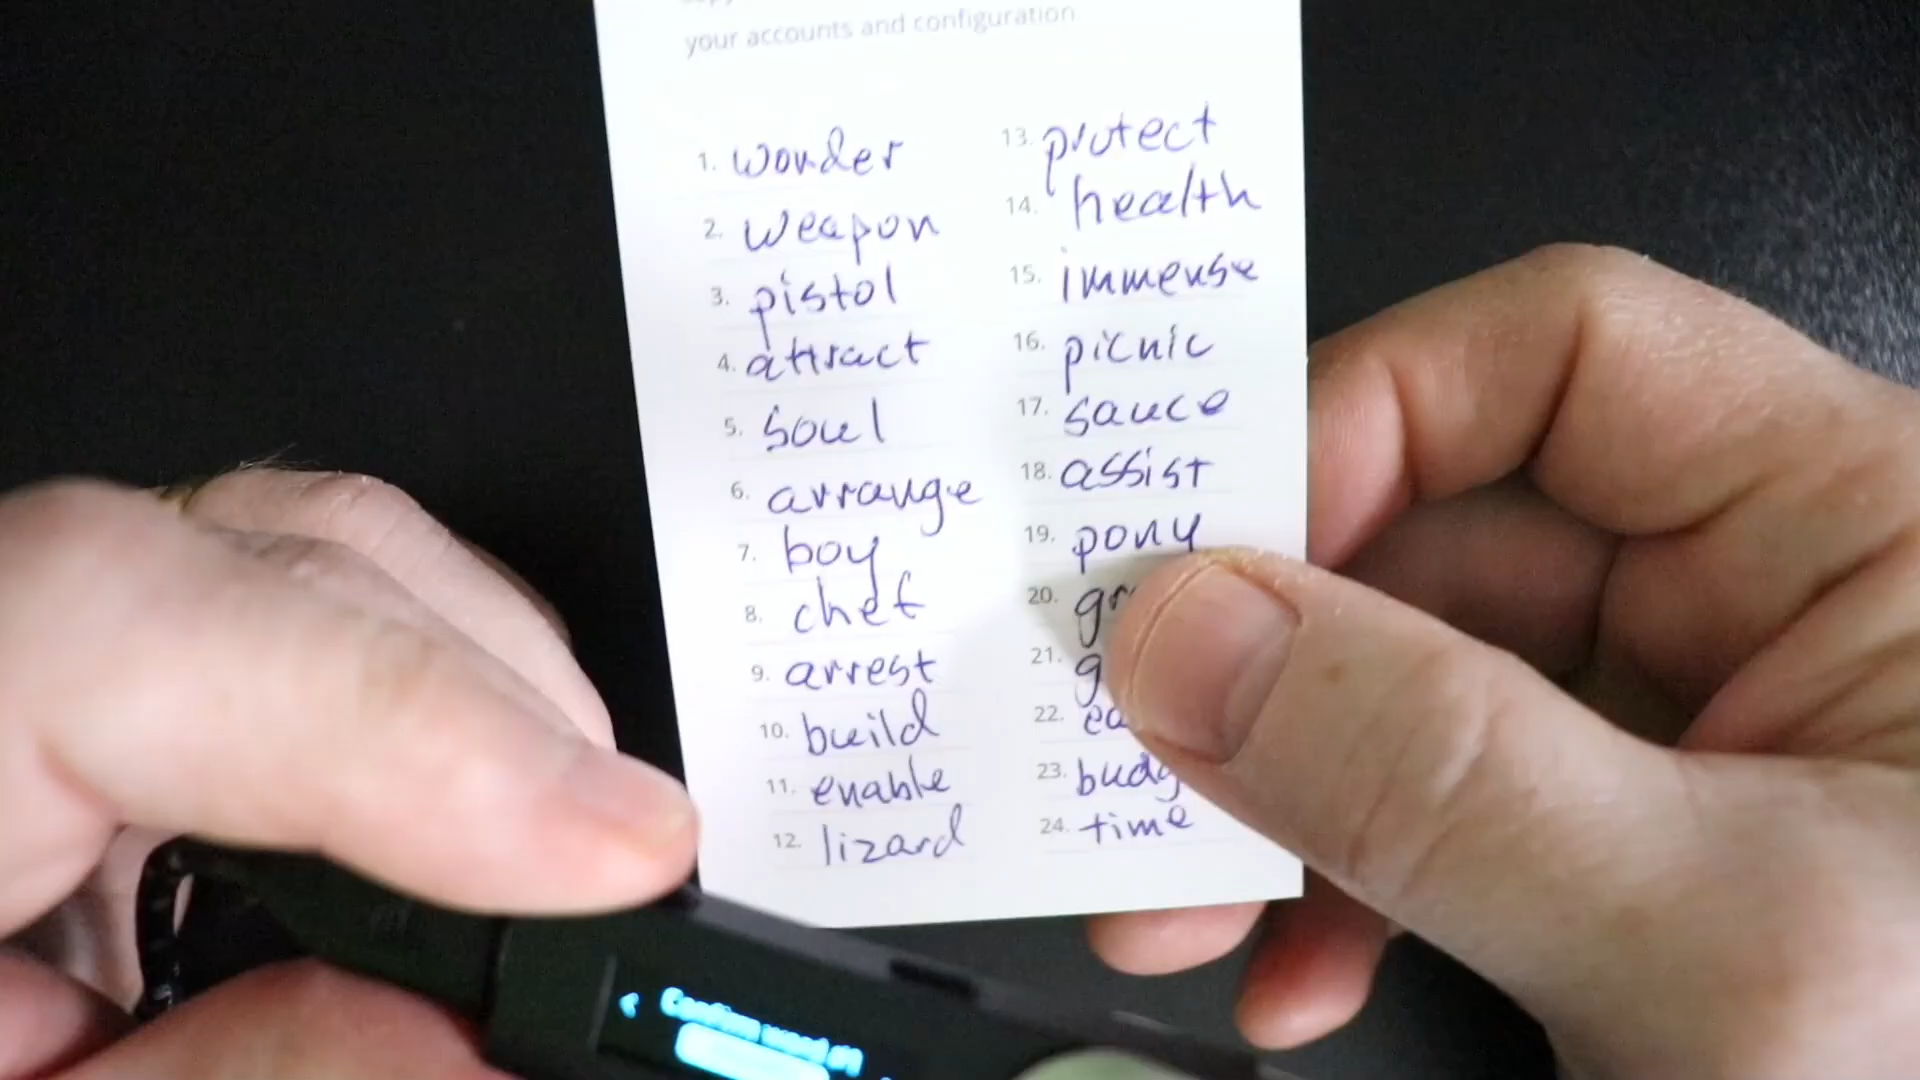 your accounts and configuration
1. wonder
2. weapon
3. pistol
4. attract
5. soul
6. arrange
7. boy
8. chef
9. arrest
10. build
11. enable
12. lizard
13. protect
14. health
15. immense
16. picnic
17. sauce
18. assist
19. pony
20.
21.
22.
23.
24. time
Confirm word